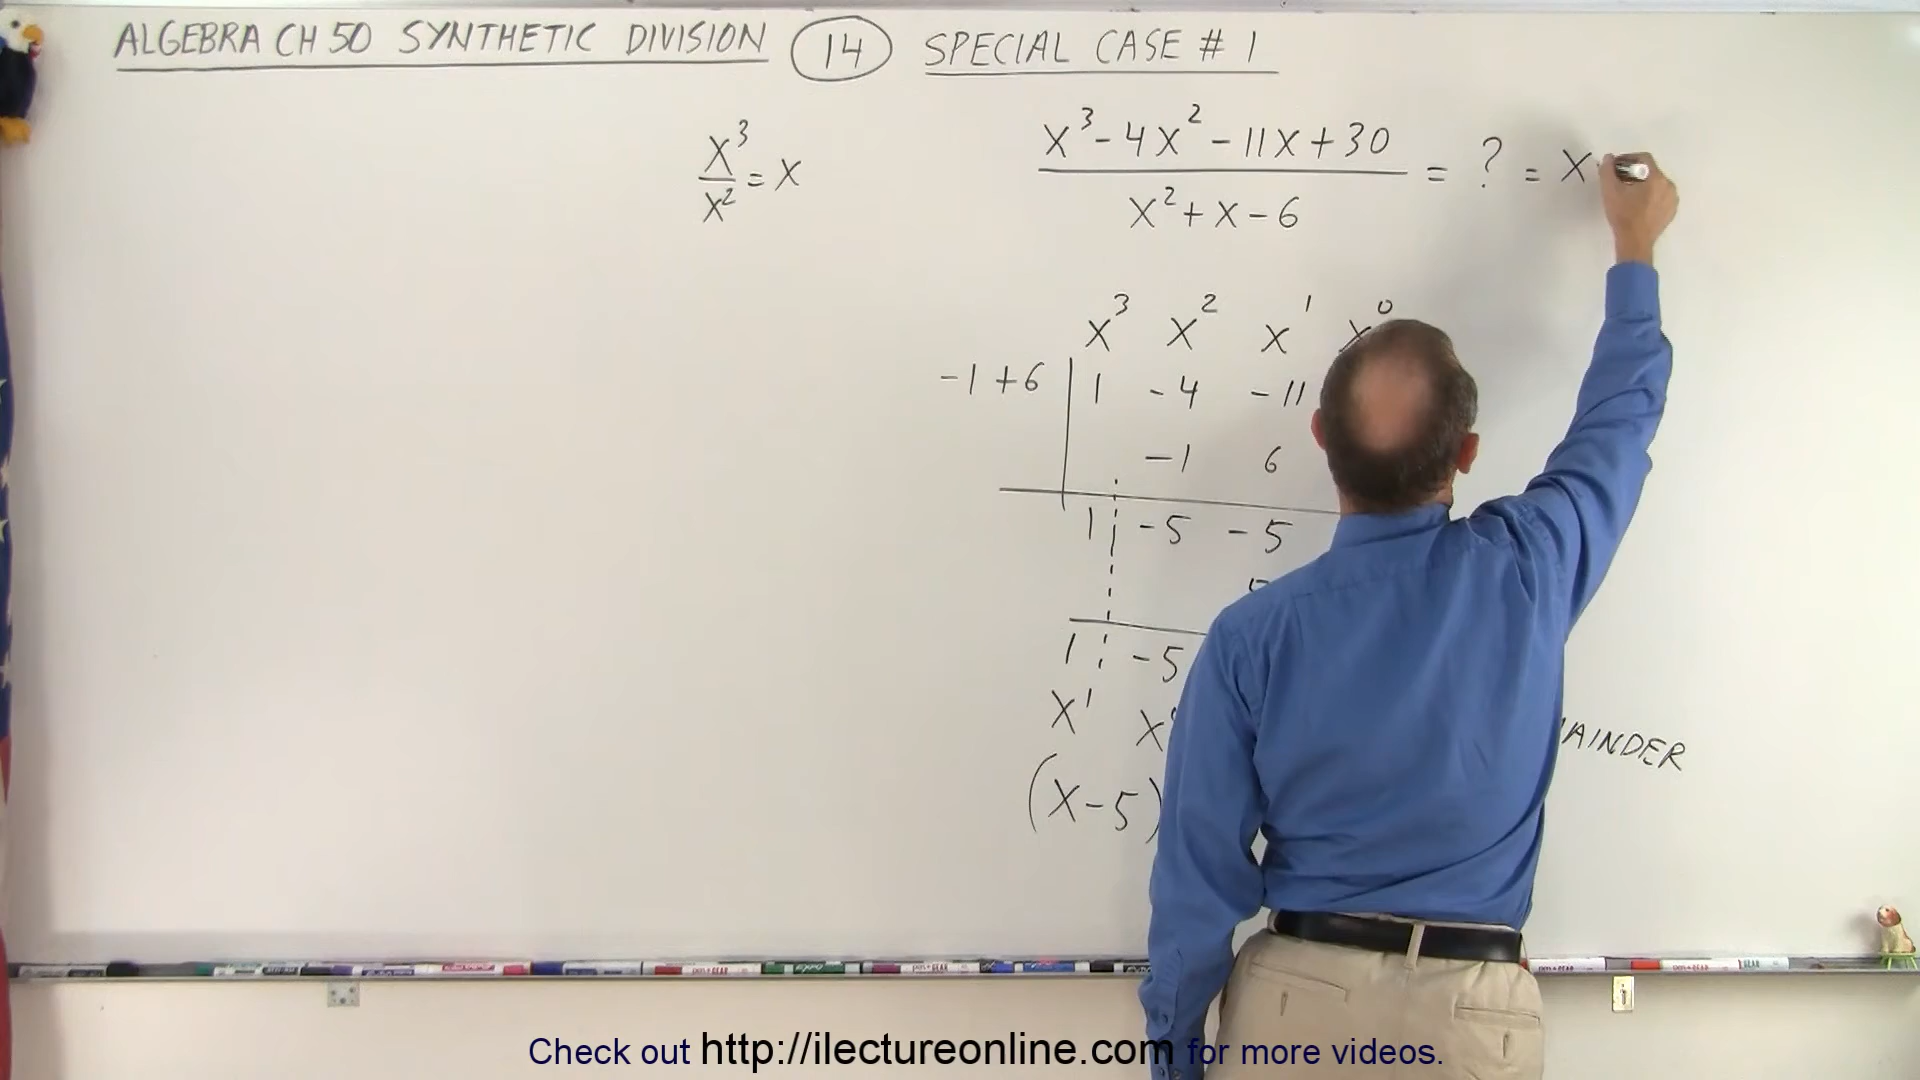 ALGEBRA CH 50 SYNTHETIC DIVISION 14 SPECIAL CASE # 1
x³/x² = x
(x³ - 4x² - 11x + 30)/(x² + x - 6) = ? = x
x³ x² x¹ x⁰
-1 +6 | 1 -4 -11
-1 6
1 -5 -5
1 -5
x¹
(x-5)
Check out http://ilectureonline.com for more videos.